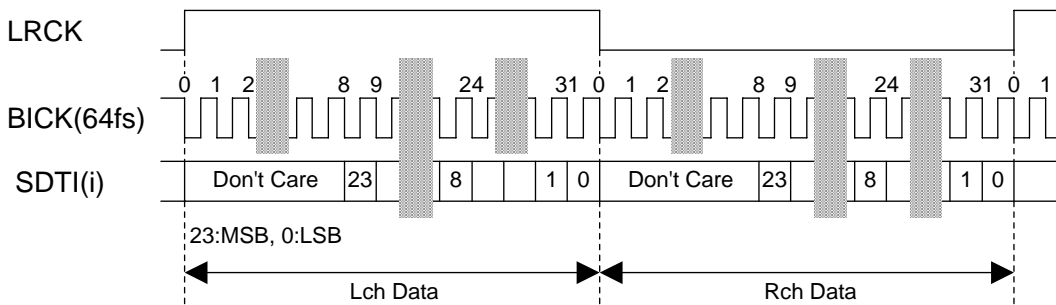 LRCK
0 1 2 8 9 24 31 0 1 2 8 9 24 31 0 1
BICK(64fs)
SDTI(i) Don't Care 23 8 1 0 Don't Care 23 8 1 0
23:MSB, 0:LSB
Lch Data Rch Data